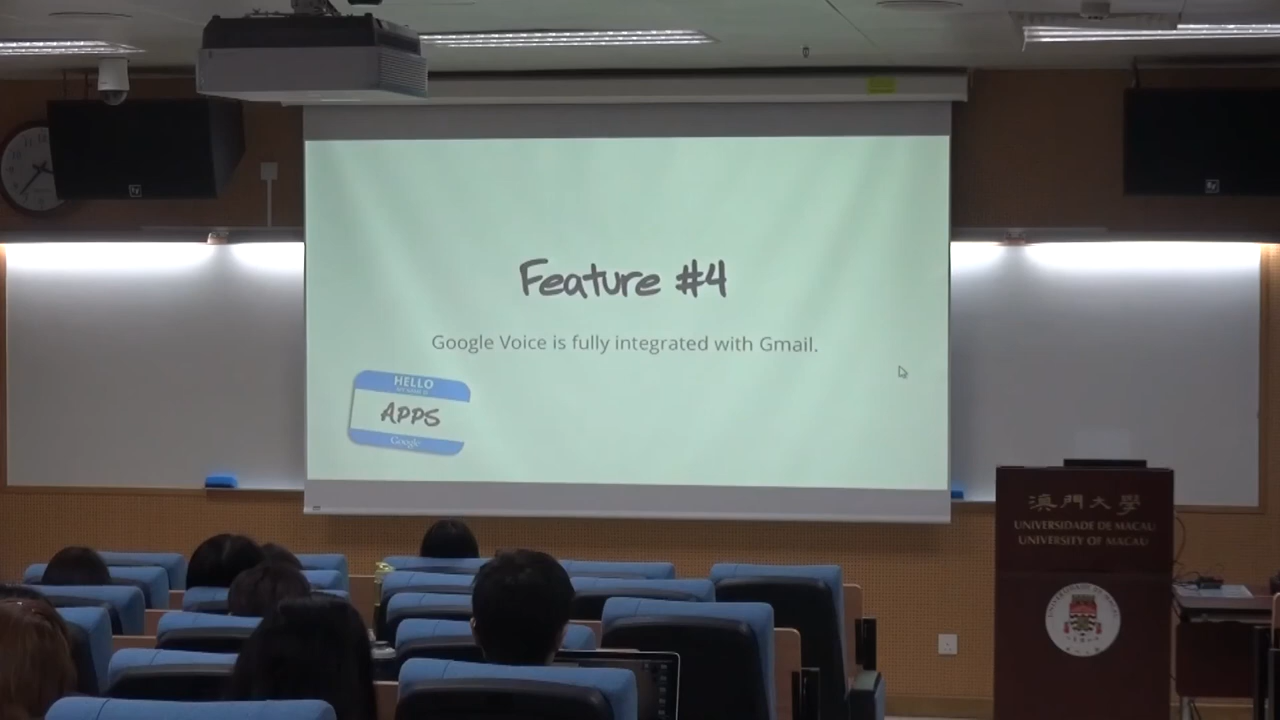 Feature #4
Google Voice is fully integrated with Gmail.
HELLO
APPS
Google
澳門大學
UNIVERSIDADE DE MACAU
UNIVERSITY OF MACAU